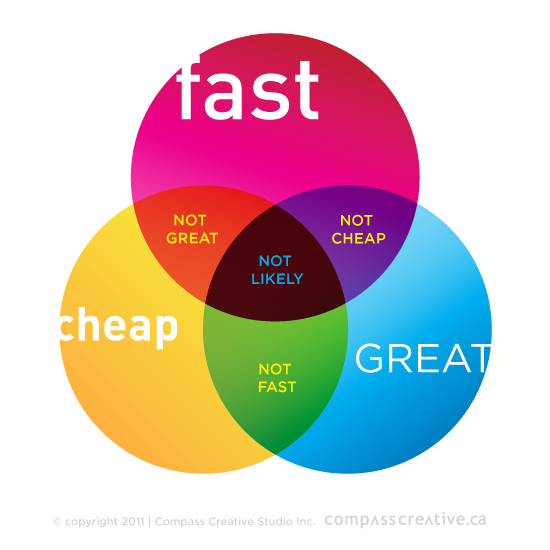 fast
NOT
GREAT
NOT
CHEAP
NOT
LIKELY
cheap
GREAT
NOT
FAST
© copyright 2011 | Compass Creative Studio Inc. compasscreative.ca